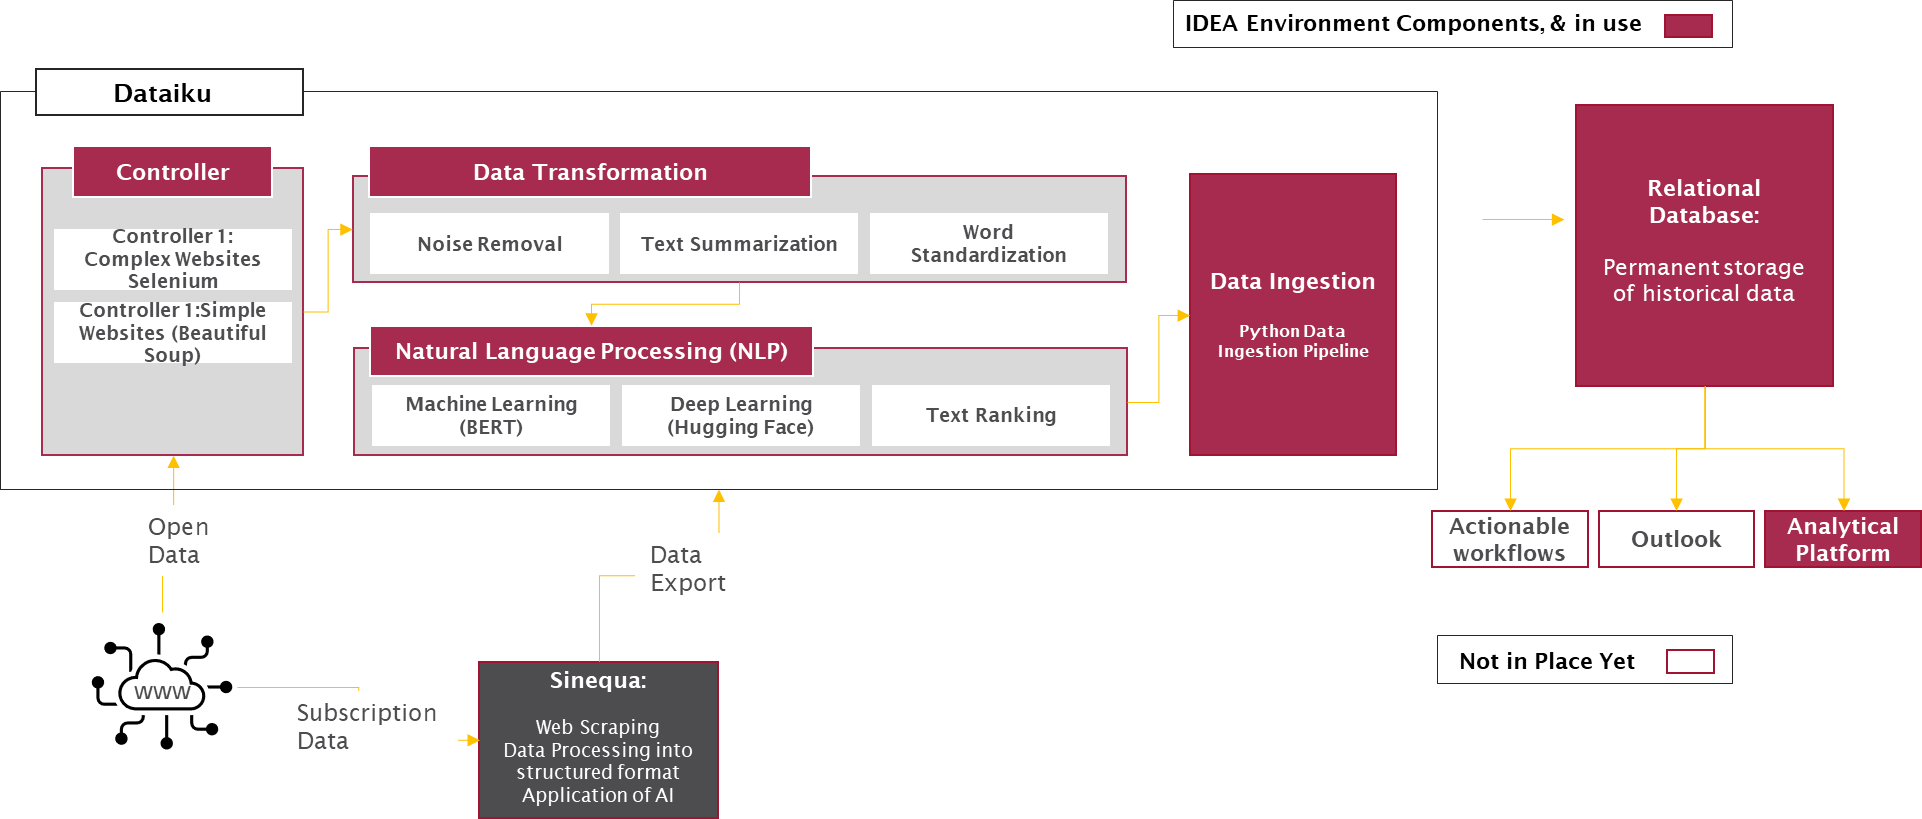 IDEA Environment Components, & in use
Dataiku
Controller
Controller 1:
Complex Websites
Selenium
Controller 1:Simple
Websites (Beautiful
Soup)
Data Transformation
Noise Removal
Text Summarization
Word
Standardization
Natural Language Processing (NLP)
Machine Learning
(BERT)
Deep Learning
(Hugging Face)
Text Ranking
Data Ingestion
Python Data
Ingestion Pipeline
Relational
Database:
Permanent storage
of historical data
Actionable
workflows
Outlook
Analytical
Platform
Open
Data
Data
Export
www
Subscription
Data
Sinequa:
Web Scraping
Data Processing into
structured format
Application of AI
Not in Place Yet